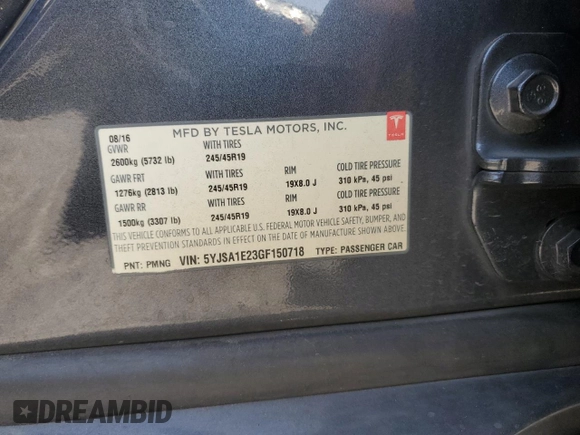 08/16 MFD BY TESLA MOTORS, INC.
GVWR WITH TIRES
2600kg (5732 lb) 245/45R19
GAWR FRT WITH TIRES RIM COLD TIRE PRESSURE
1276kg (2813 lb) 245/45R19 19X8.0 J 310 kPa, 45 psi
GAWR RR WITH TIRES RIM COLD TIRE PRESSURE
1500kg (3307 lb) 245/45R19 19X8.0 J 310 kPa, 45 psi
THIS VEHICLE CONFORMS TO ALL APPLICABLE U.S. FEDERAL MOTOR VEHICLE SAFETY, BUMPER, AND
THEFT PREVENTION STANDARDS IN EFFECT ON THE DATE OF MANUFACTURE SHOWN ABOVE.
PNT: PMNG VIN: 5YJSA1E23GF150718 TYPE: PASSENGER CAR
TESLA
DREAMBID